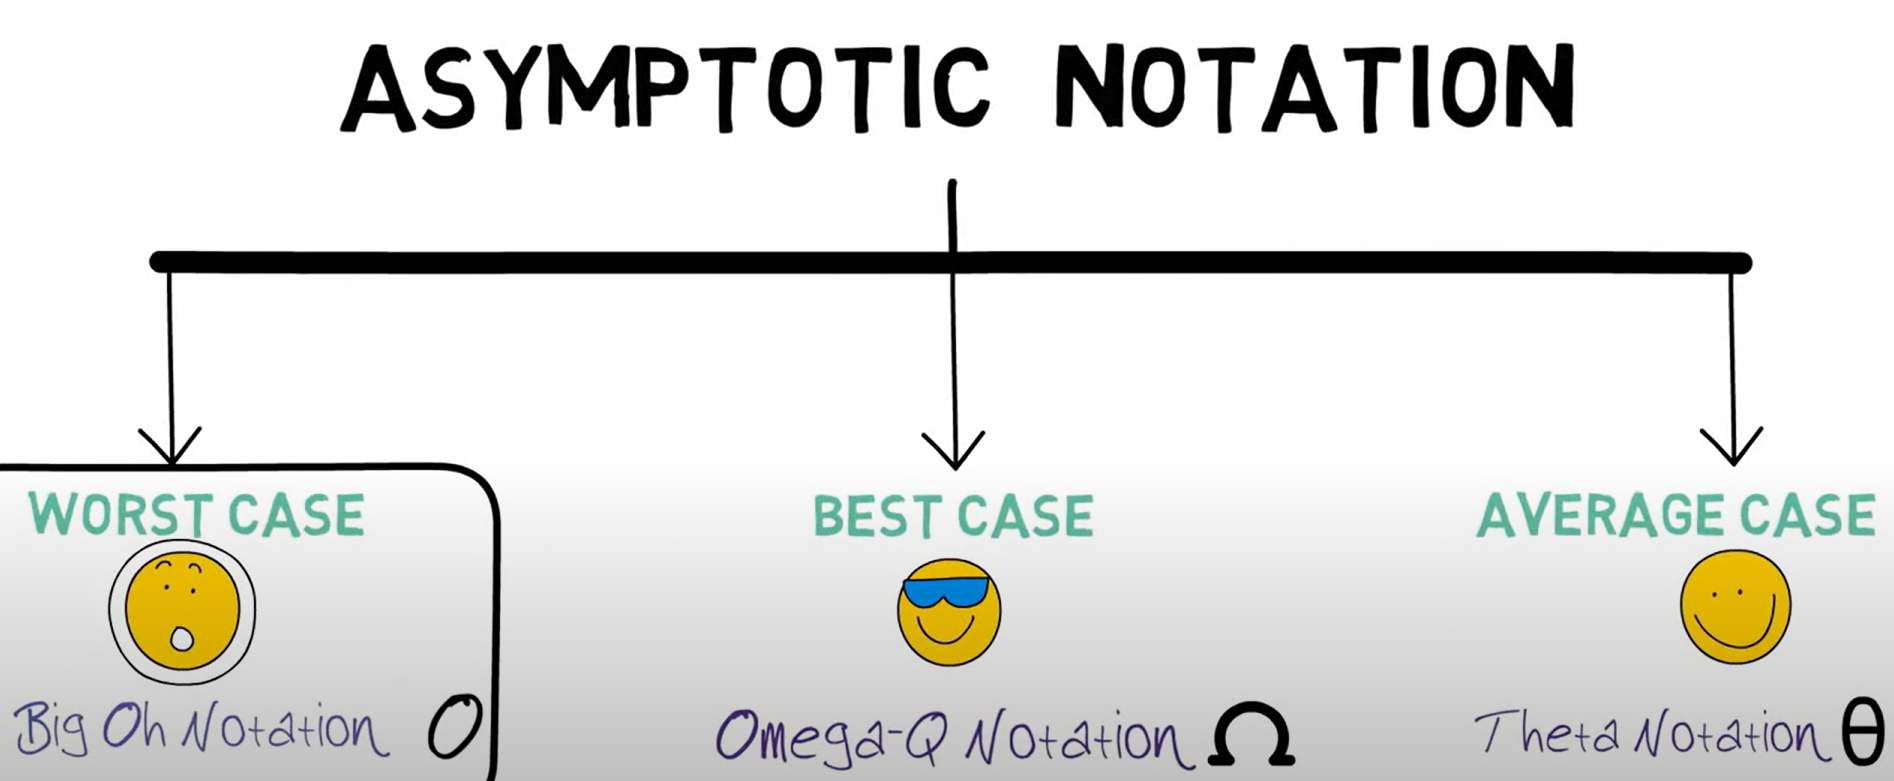 ASYMPTOTIC NOTATION
WORST CASE
BEST CASE
AVERAGE CASE
Big Oh Notation O
Omega-Q Notation Ω
Theta Notation θ